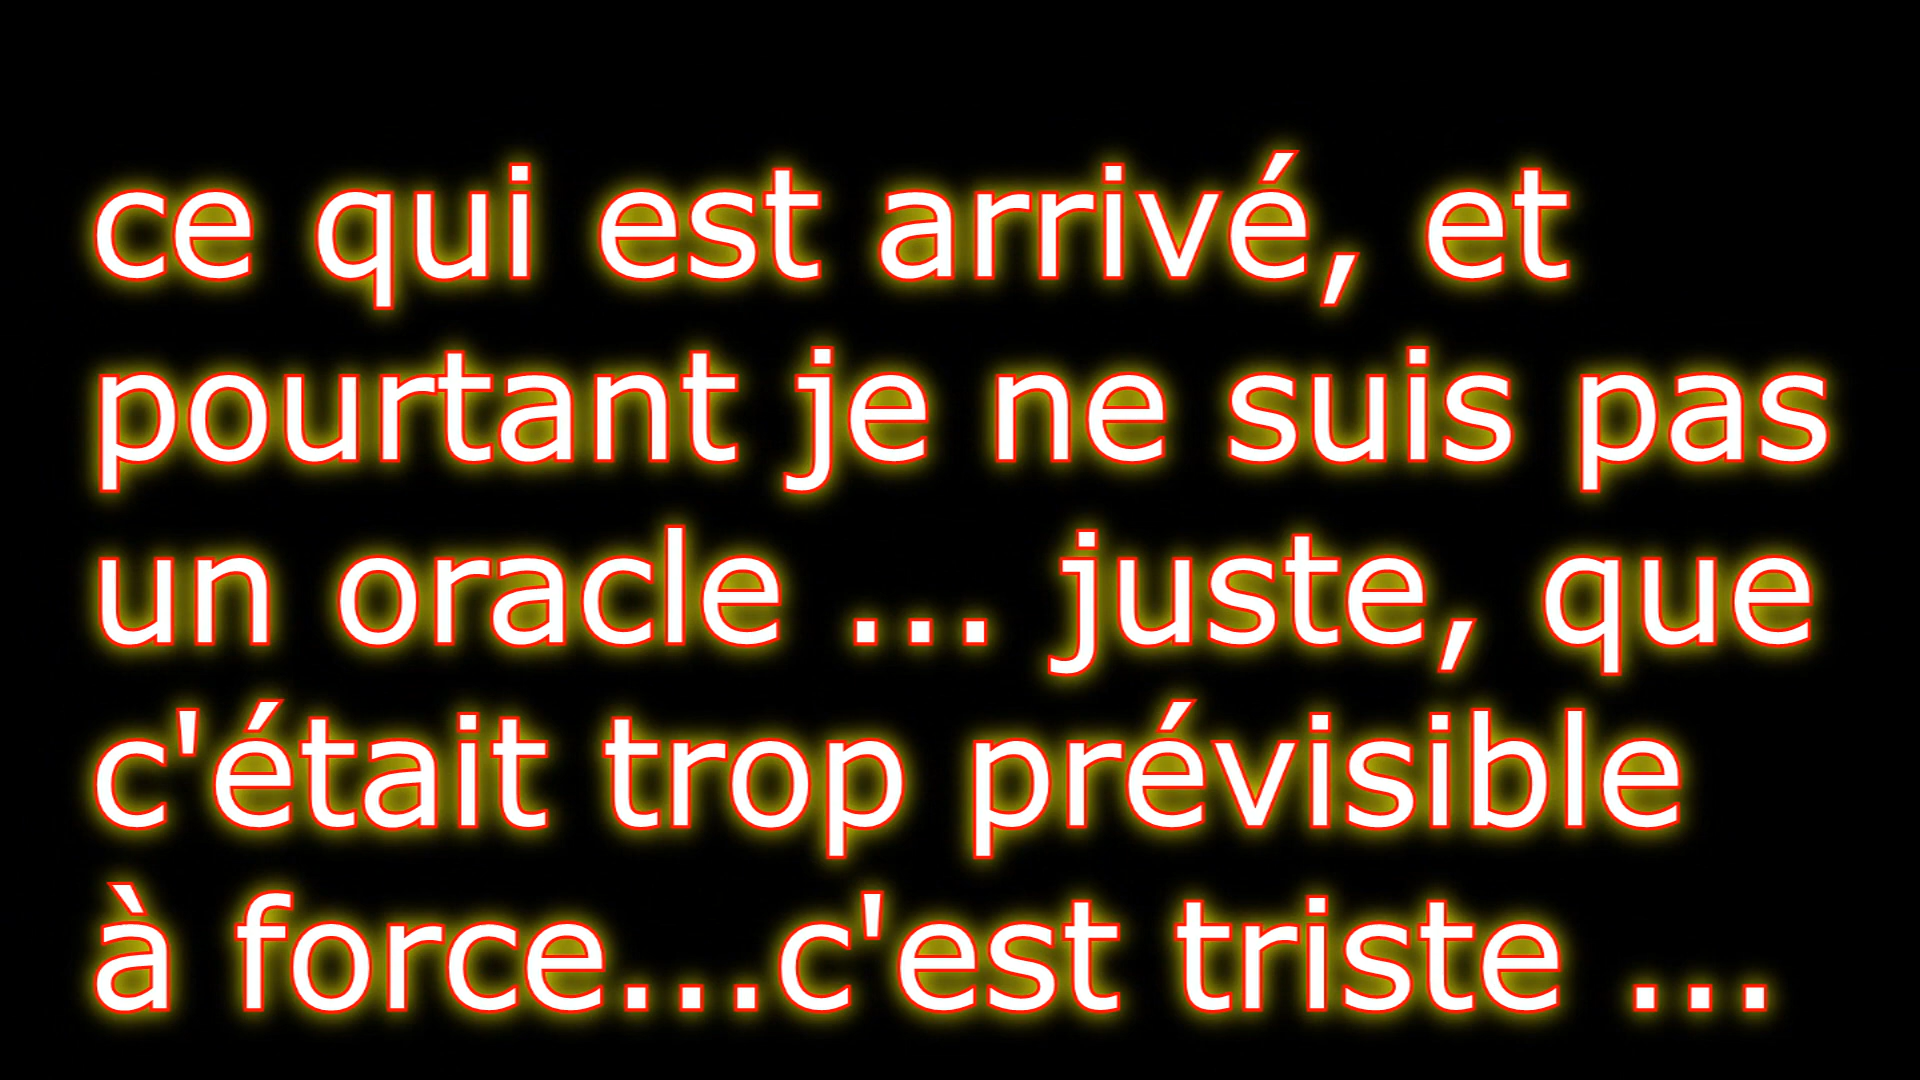 ce qui est arrivé, et
pourtant je ne suis pas
un oracle ... juste, que
c'était trop prévisible
à force...c'est triste ...